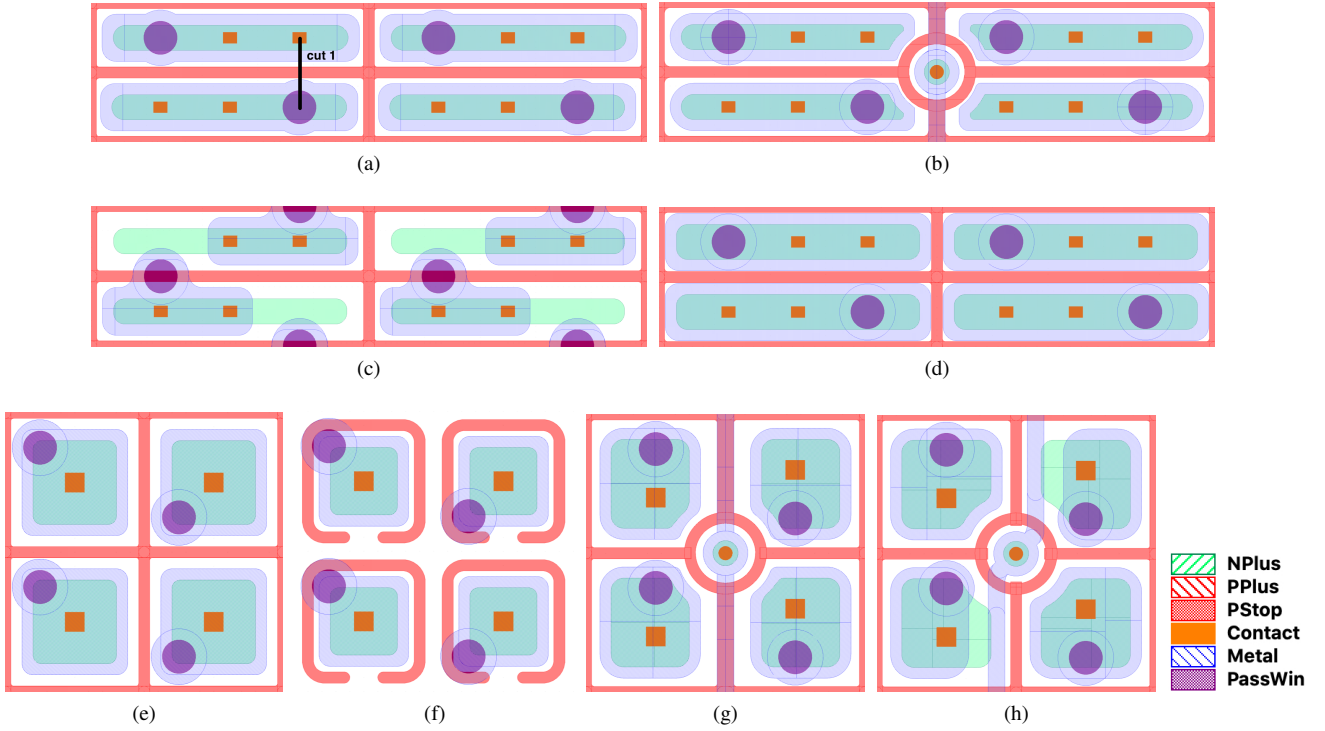 cut 1
(a)
(b)
(c)
(d)
(e)
(f)
(g)
(h)
NPlus
PPlus
PStop
Contact
Metal
PassWin